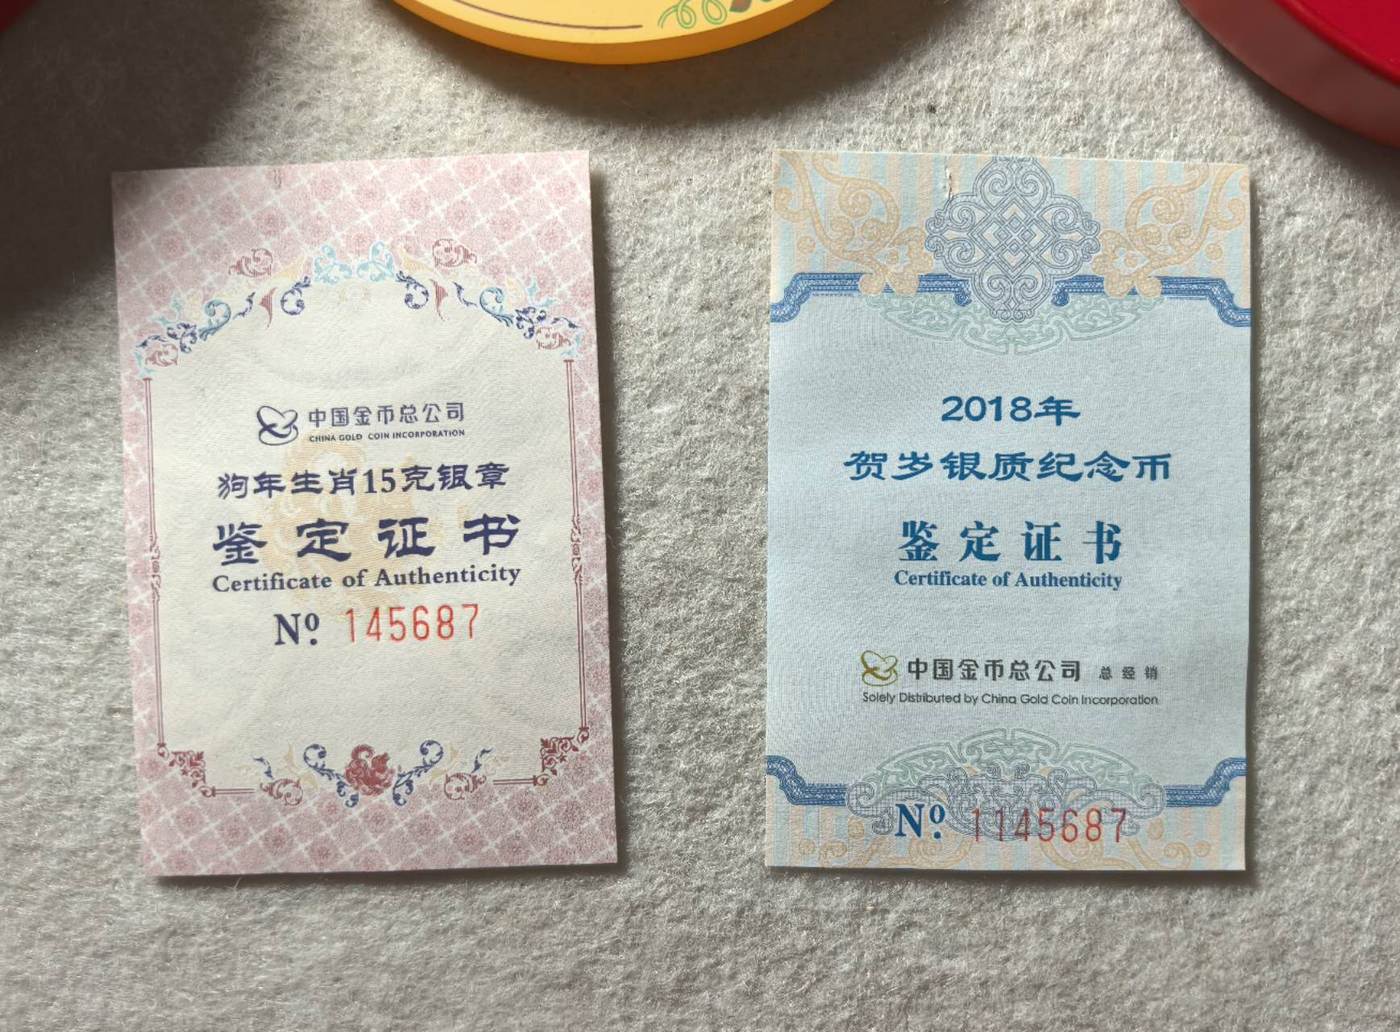 中国金币总公司
CHINA GOLD COIN INCORPORATION
狗年生肖15克银章
鉴定证书
Certificate of Authenticity
Nº 145687
2018年
贺岁银质纪念币
鉴定证书
Certificate of Authenticity
中国金币总公司 总经销
Solely Distributed by China Gold Coin Incorporation
Nº 1145687